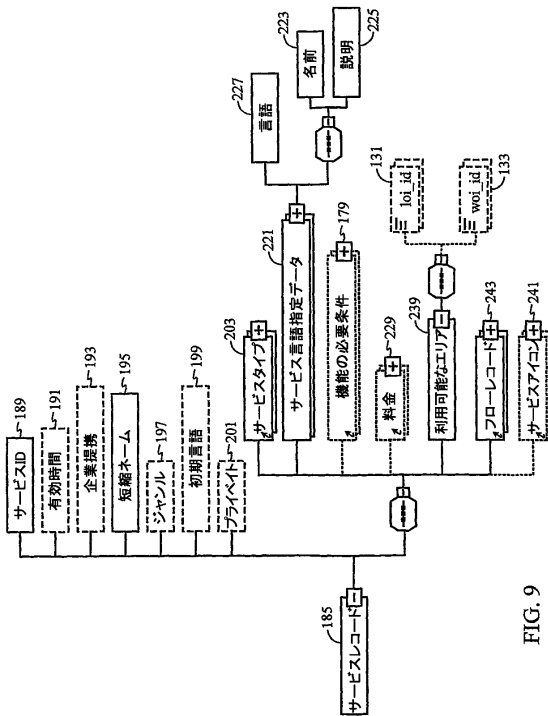 サービスID
189
有効時間
191
企業提携
193
短縮ネーム
195
ジャンル
197
初期言語
199
プライベイト
201
サービスレコード
185
サービスタイプ
203
サービス言語指定データ
221
言語
227
名前
223
説明
225
機能の必要条件
179
料金
229
利用可能なエリア
239
loi_id
131
woi_id
133
フローレコード
243
サービスアイコン
241
FIG. 9